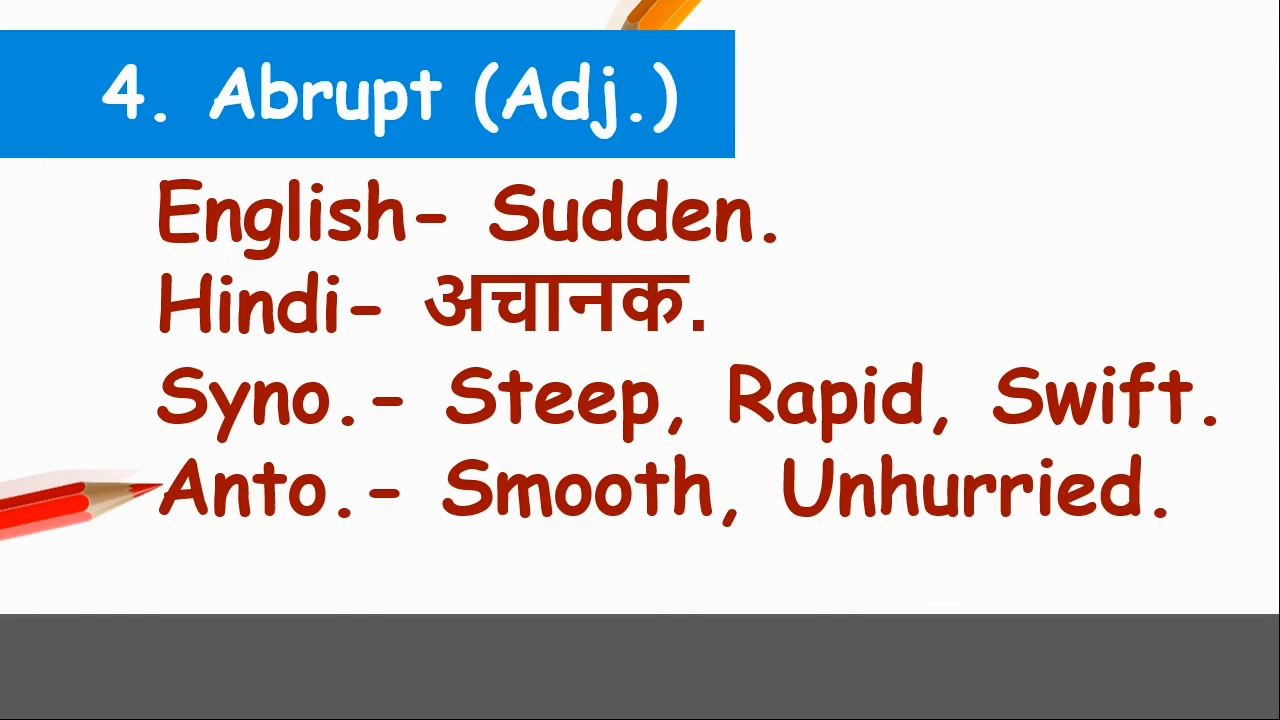 4. Abrupt (Adj.)
English- Sudden.
Hindi- अचानक.
Syno.- Steep, Rapid, Swift.
Anto.- Smooth, Unhurried.